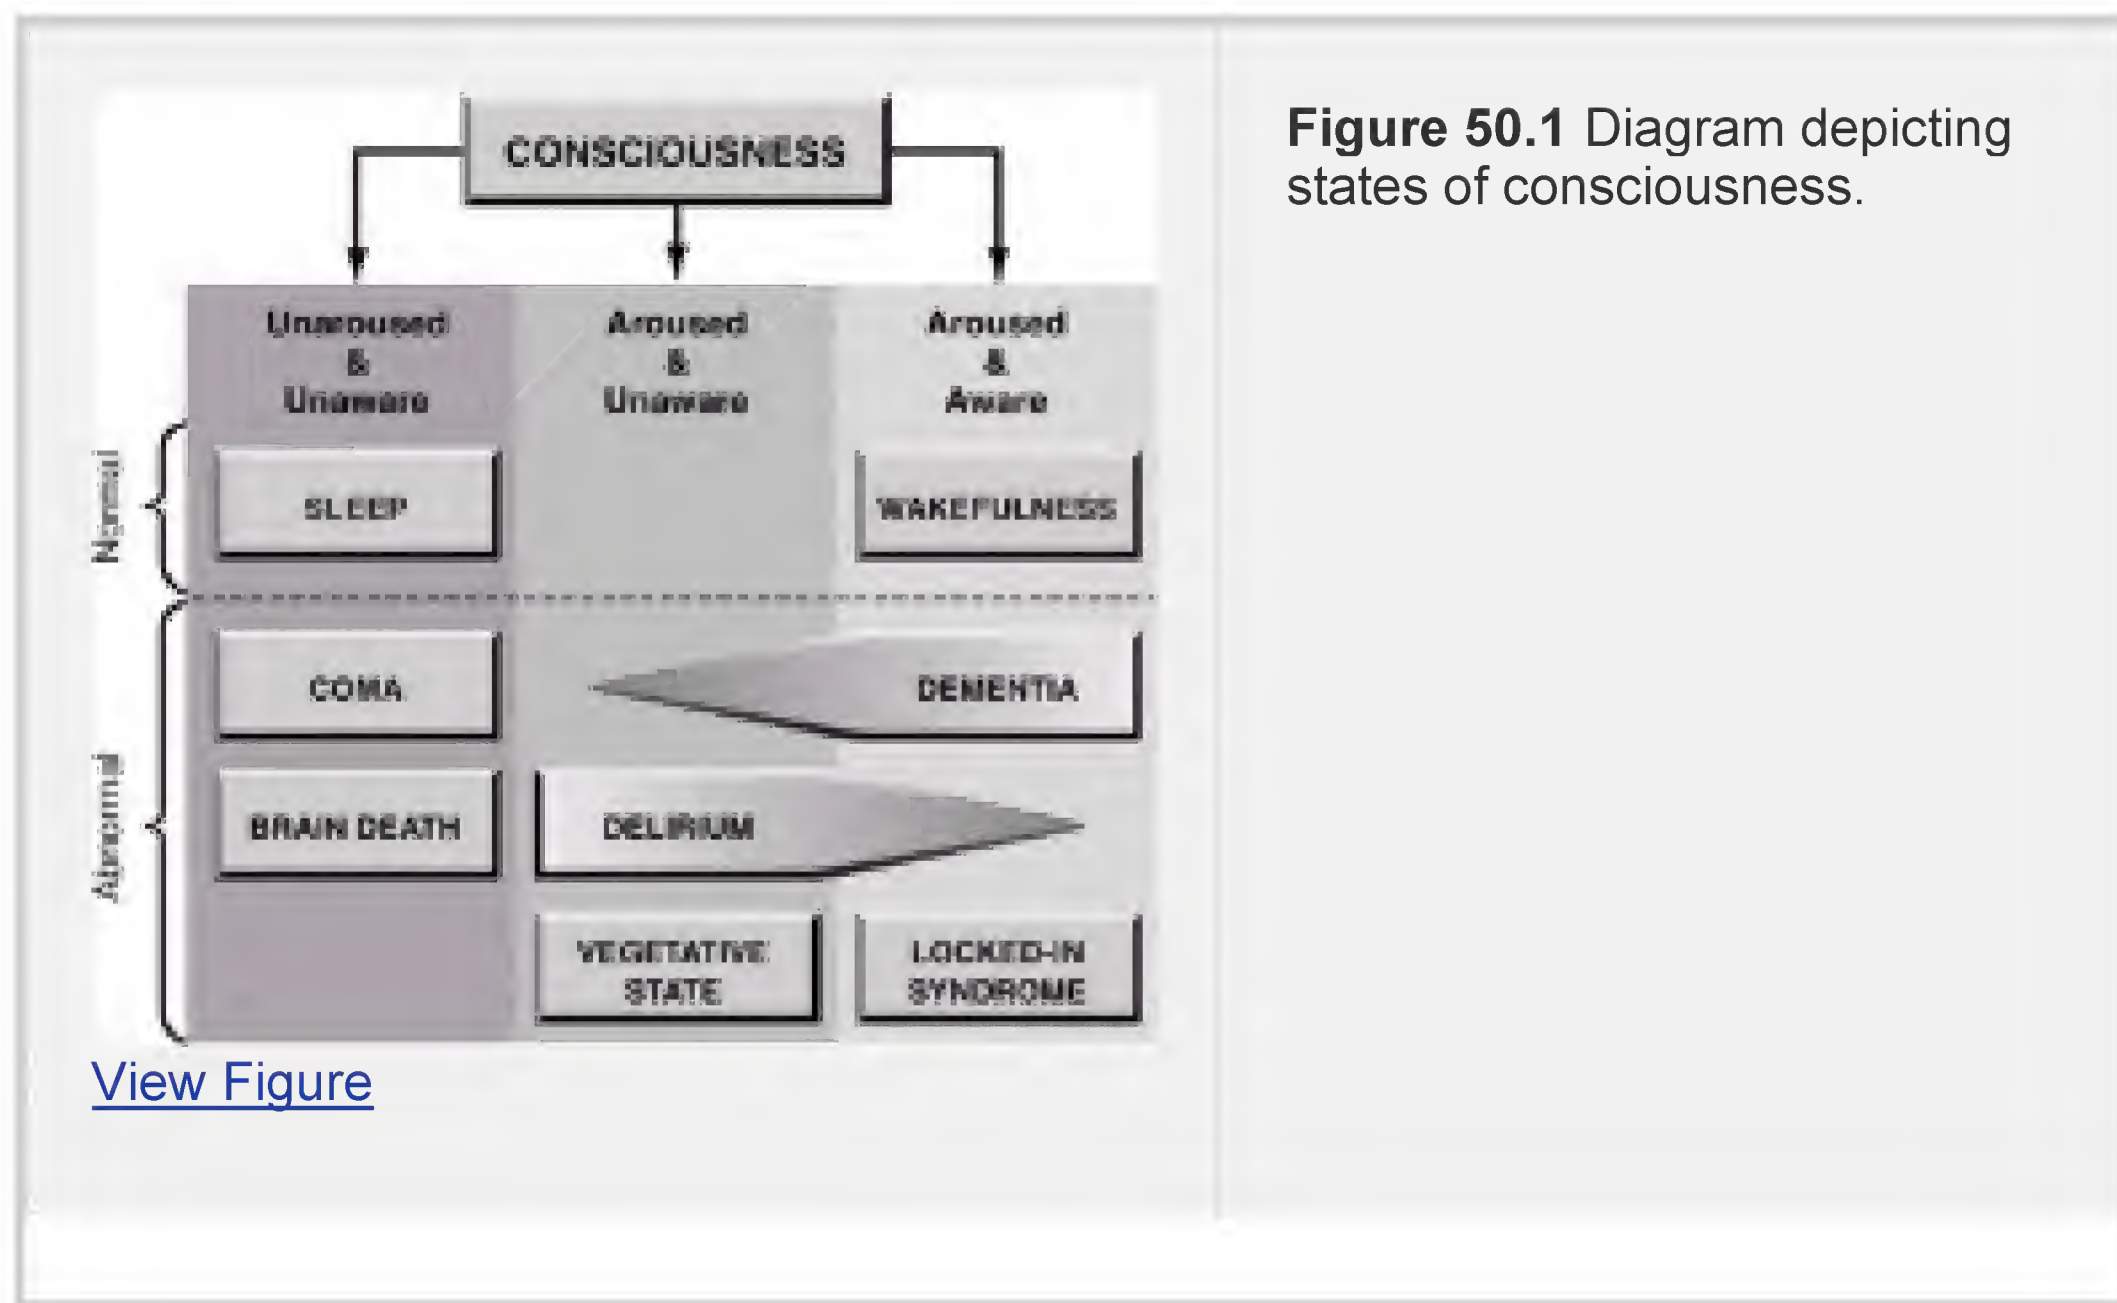 CONSCIOUSNESS
Unaroused
&
Unaware
Aroused
&
Unaware
Aroused
&
Aware
Normal
SLEEP
WAKEFULNESS
Abnormal
COMA
DEMENTIA
BRAIN DEATH
DELIRIUM
VEGETATIVE
STATE
LOCKED-IN
SYNDROME
View Figure
Figure 50.1 Diagram depicting
states of consciousness.